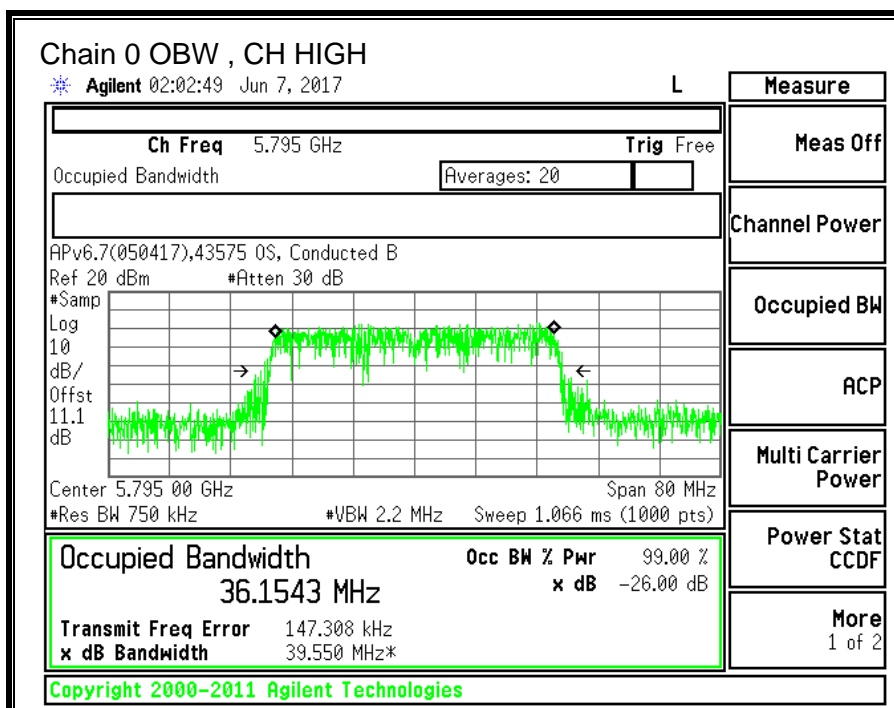 Chain 0 OBW , CH HIGH
Agilent 02:02:49 Jun 7, 2017 L
Measure
Ch Freq 5.795 GHz Trig Free
Occupied Bandwidth Averages: 20
Meas Off
Channel Power
APv6.7(050417),43575 OS, Conducted B
Ref 20 dBm #Atten 30 dB
#Samp
Log
10
dB/
Offst
11.1
dB
Occupied BW
ACP
Center 5.795 00 GHz Span 80 MHz
#Res BW 750 kHz #VBW 2.2 MHz Sweep 1.066 ms (1000 pts)
Multi Carrier
Power
Occupied Bandwidth Occ BW % Pwr 99.00 %
36.1543 MHz x dB -26.00 dB
Transmit Freq Error 147.308 kHz
x dB Bandwidth 39.550 MHz*
Power Stat
CCDF
More
1 of 2
Copyright 2000-2011 Agilent Technologies